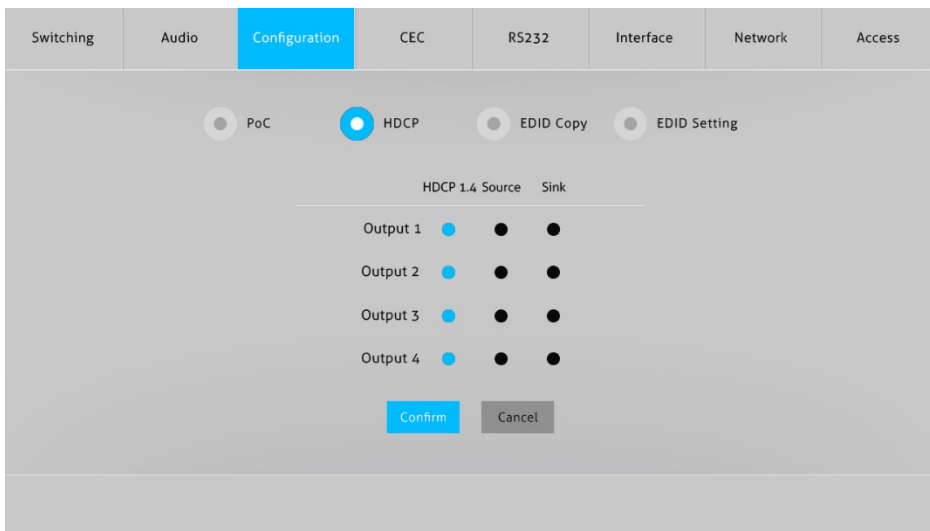 Switching Audio Configuration CEC RS232 Interface Network Access
PoC HDCP EDID Copy EDID Setting
HDCP 1.4 Source Sink
Output 1
Output 2
Output 3
Output 4
Confirm Cancel